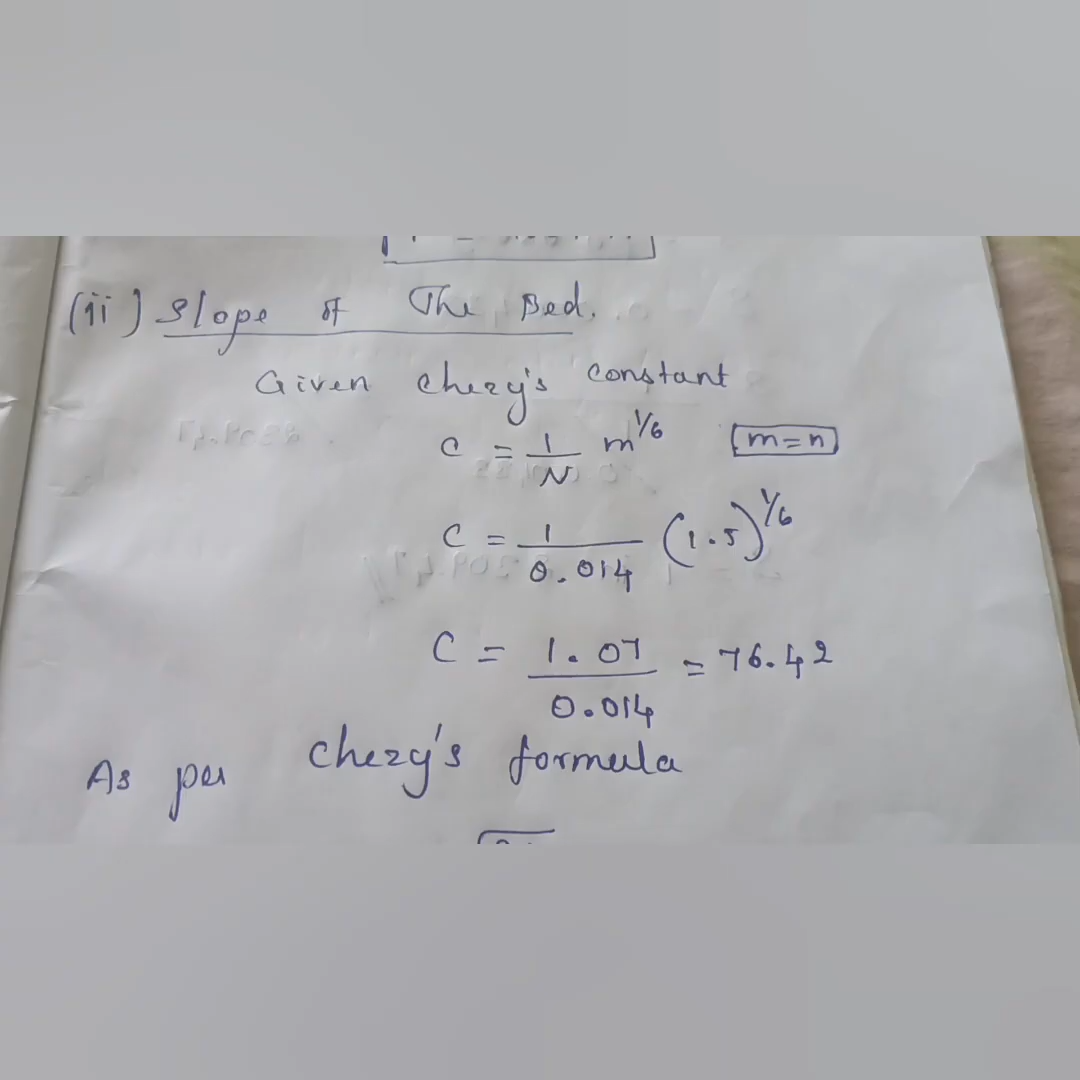 (ii) Slope of The Bed.
Given chezy's constant
C = 1/N m^1/6 m=n
C = 1/0.014 (1.5)^1/6
C = 1.07/0.014 = 76.42
As per chezy's formula